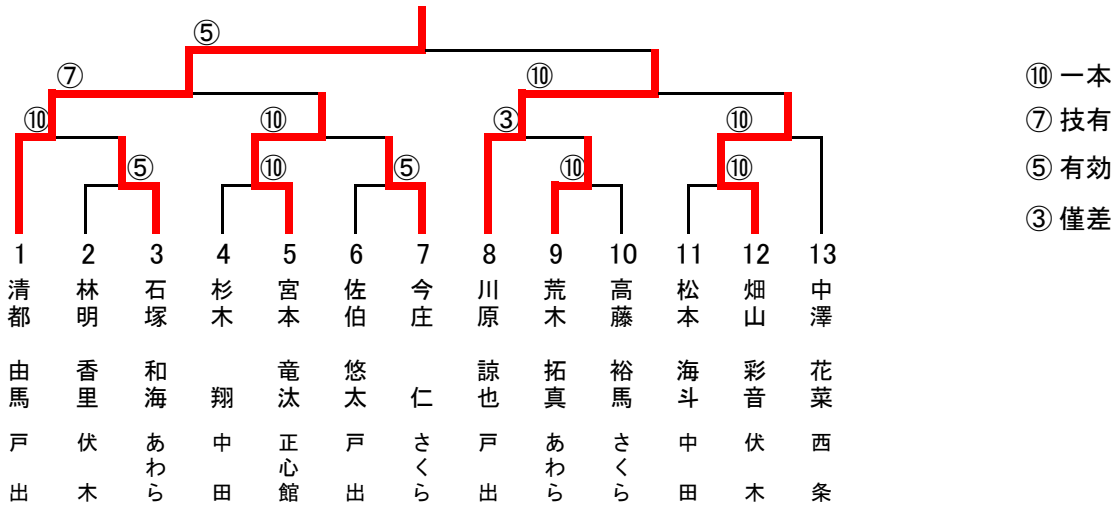 ⑤
⑦
⑩
⑩ 一本
⑩
⑩
③
⑩
⑦ 技有
⑤
⑩
⑤
⑩
⑩
⑤ 有効
③ 僅差
1 清都 由馬 戸出
2 林明 香里 伏木
3 石塚 和海 あわら
4 杉木 翔 中田
5 宮本 竜汰 正心館
6 佐伯 悠太 戸出
7 今庄 仁 さくら
8 川原 諒也 戸出
9 荒木 拓真 あわら
10 高藤 裕馬 さくら
11 松本 海斗 中田
12 畑山 彩音 伏木
13 中澤 花菜 西条